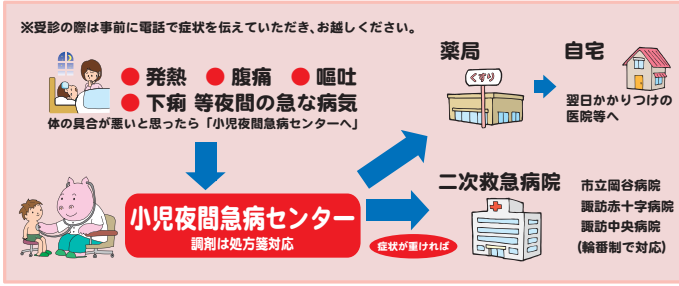 ※受診の際は事前に電話で症状を伝えていただき、お越しください。
●発熱 ●腹痛 ●嘔吐
●下痢 等夜間の急な病気
体の具合が悪いと思ったら「小児夜間急病センターへ」
小児夜間急病センター
調剤は処方箋対応
薬局
くすり
自宅
翌日かかりつけの
医院等へ
症状が重ければ
二次救急病院
市立岡谷病院
諏訪赤十字病院
諏訪中央病院
(輪番制で対応)